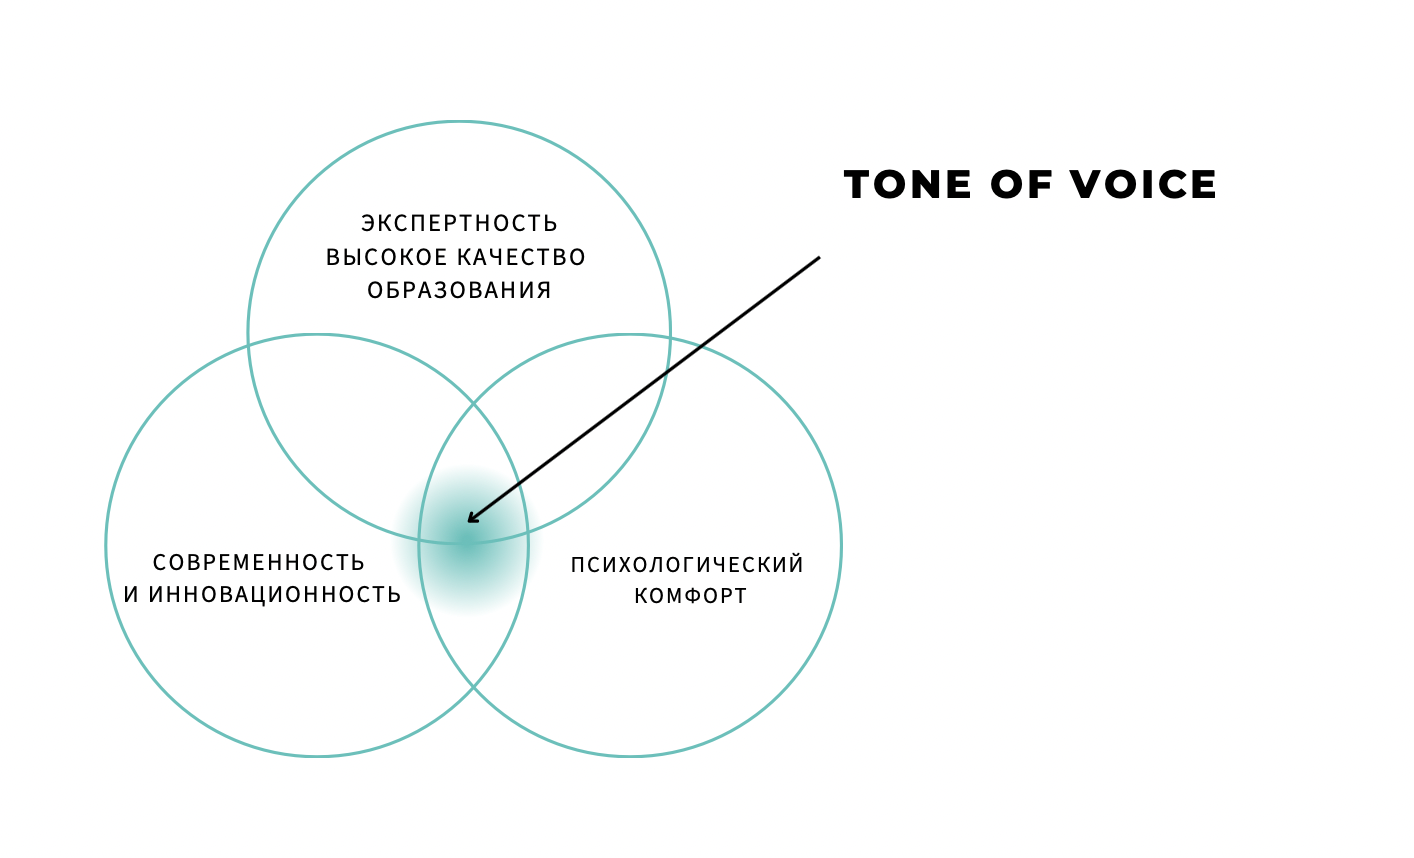 TONE OF VOICE
ЭКСПЕРТНОСТЬ
ВЫСОКОЕ КАЧЕСТВО
ОБРАЗОВАНИЯ
СОВРЕМЕННОСТЬ
И ИННОВАЦИОННОСТЬ
ПСИХОЛОГИЧЕСКИЙ
КОМФОРТ